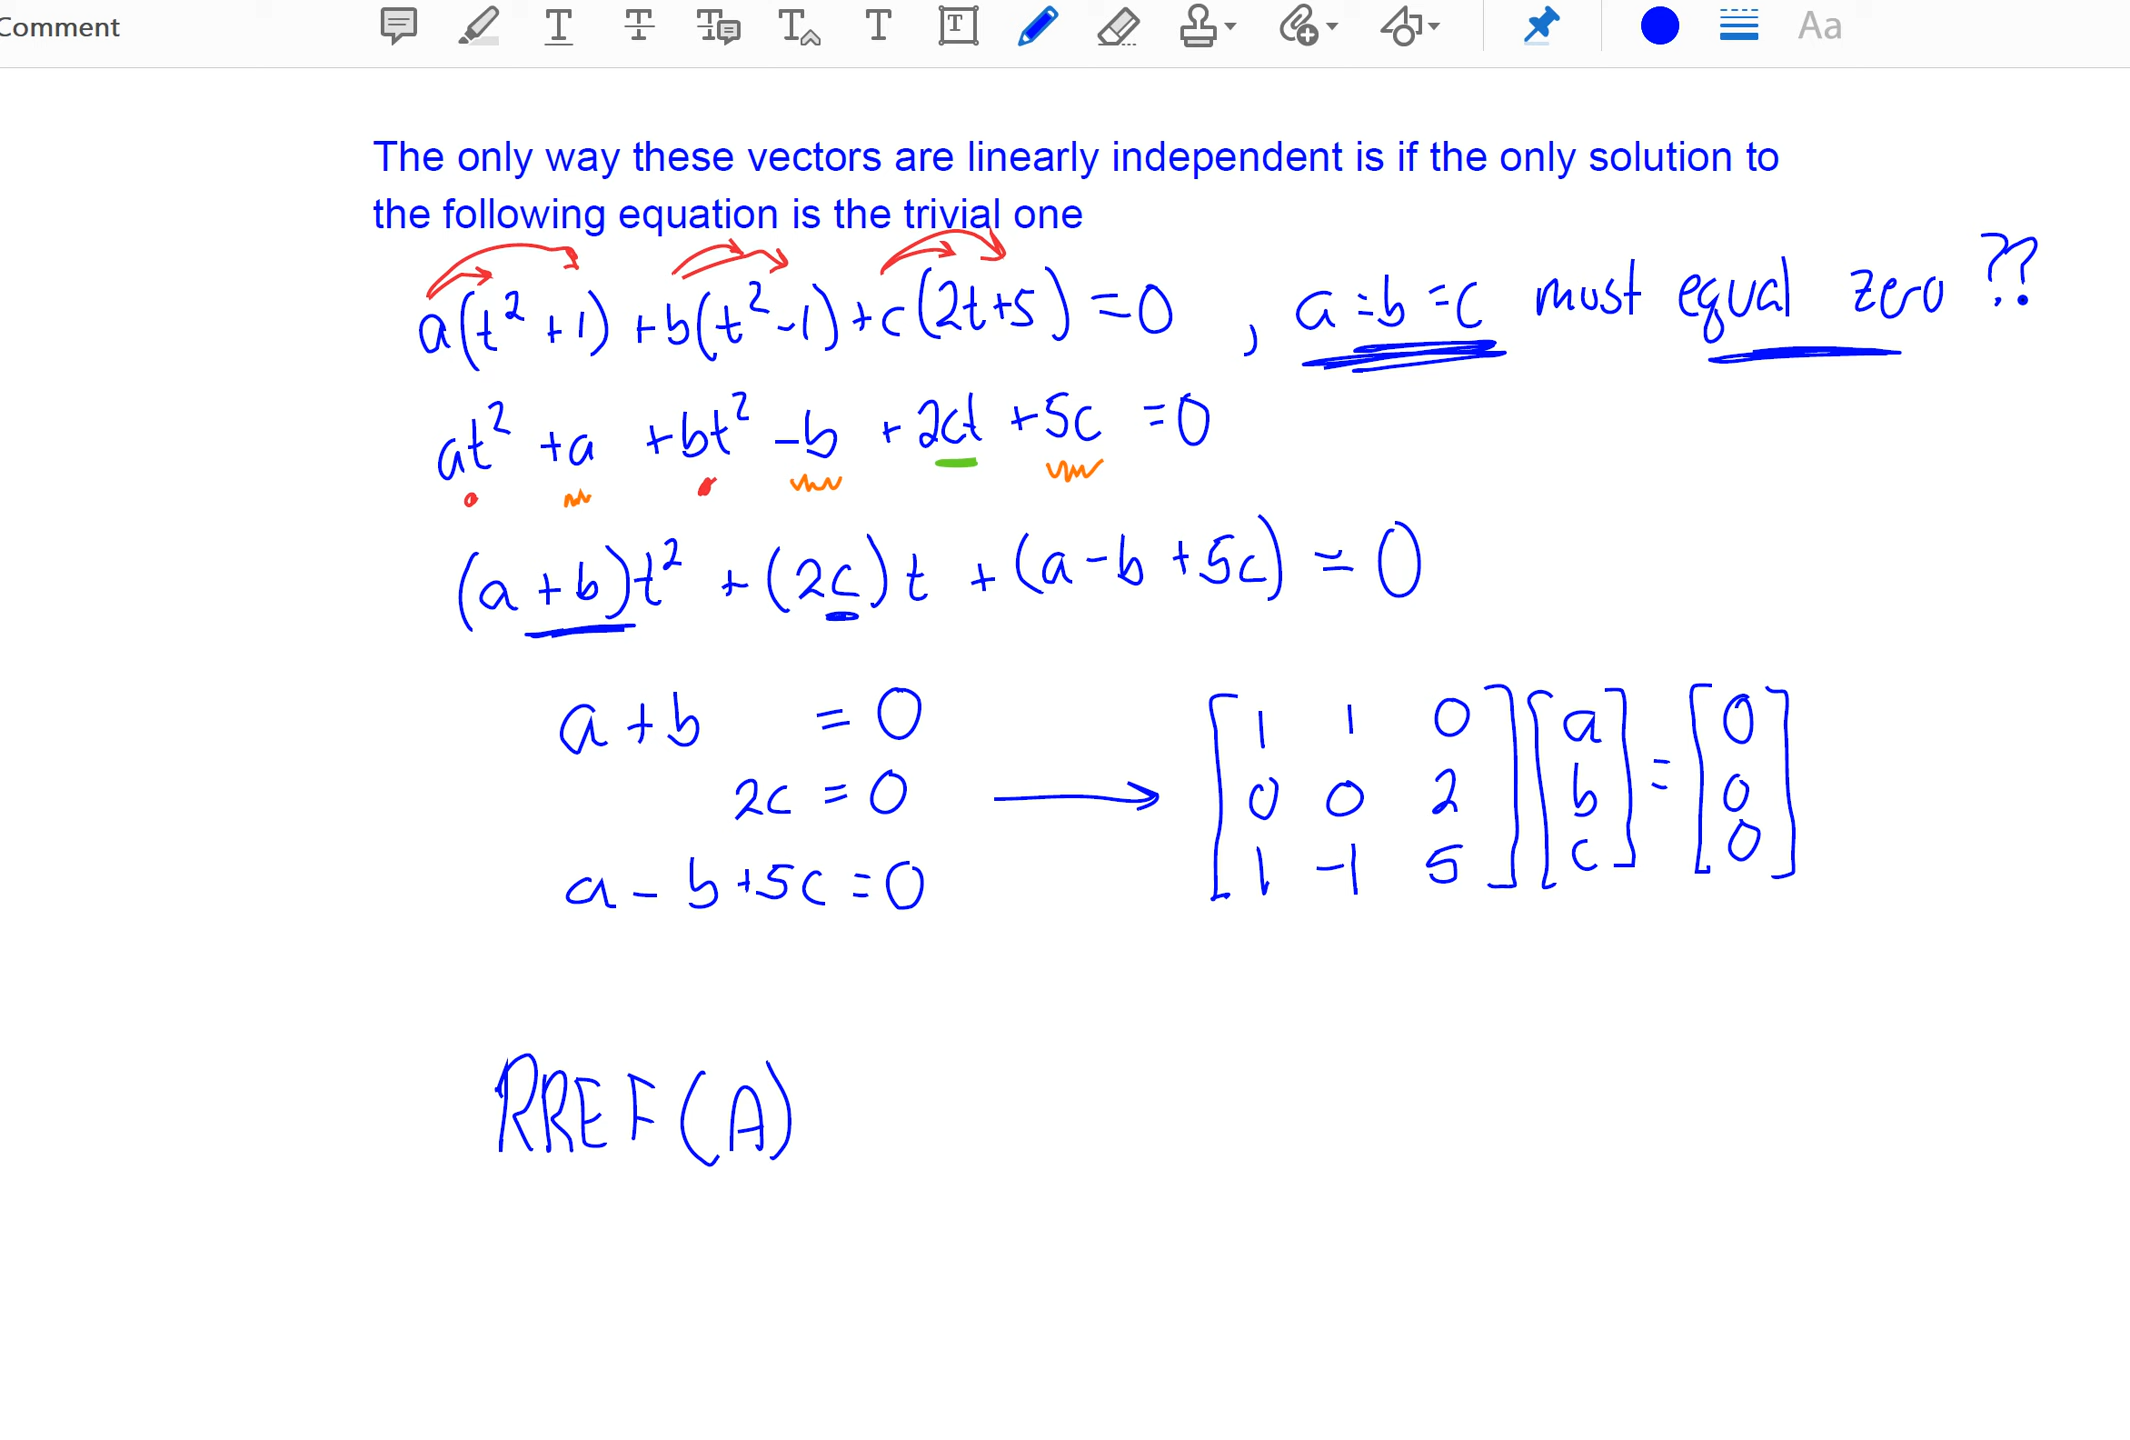 Comment
T T T T T T Aa
The only way these vectors are linearly independent is if the only solution to
the following equation is the trivial one
a(t² + 1) + b(t² - 1) + c(2t + 5) = 0 , a = b = c must equal zero ??
at² + a + bt² - b + 2ct + 5c = 0
(a + b)t² + (2c)t + (a - b + 5c) = 0
a + b = 0
2c = 0
a - b + 5c = 0
[1 1 0] [a] = [0]
[0 0 2] [b] [0]
[1 -1 5] [c] [0]
RREF(A)